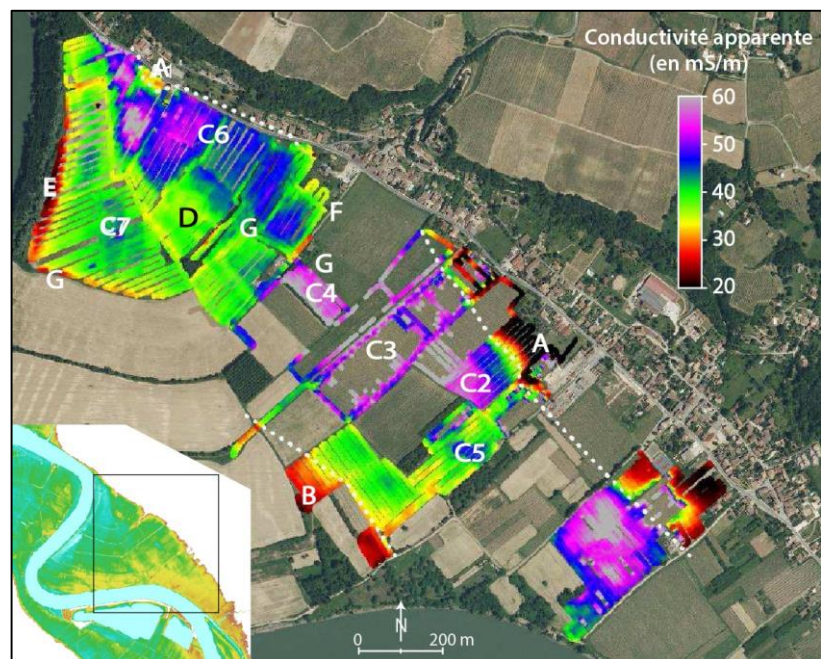 Conductivité apparente
(en mS/m)
60
50
40
30
20
A
C6
E
D
F
C7
G
G
G
C4
A
C3
C2
C5
B
N
0
200 m